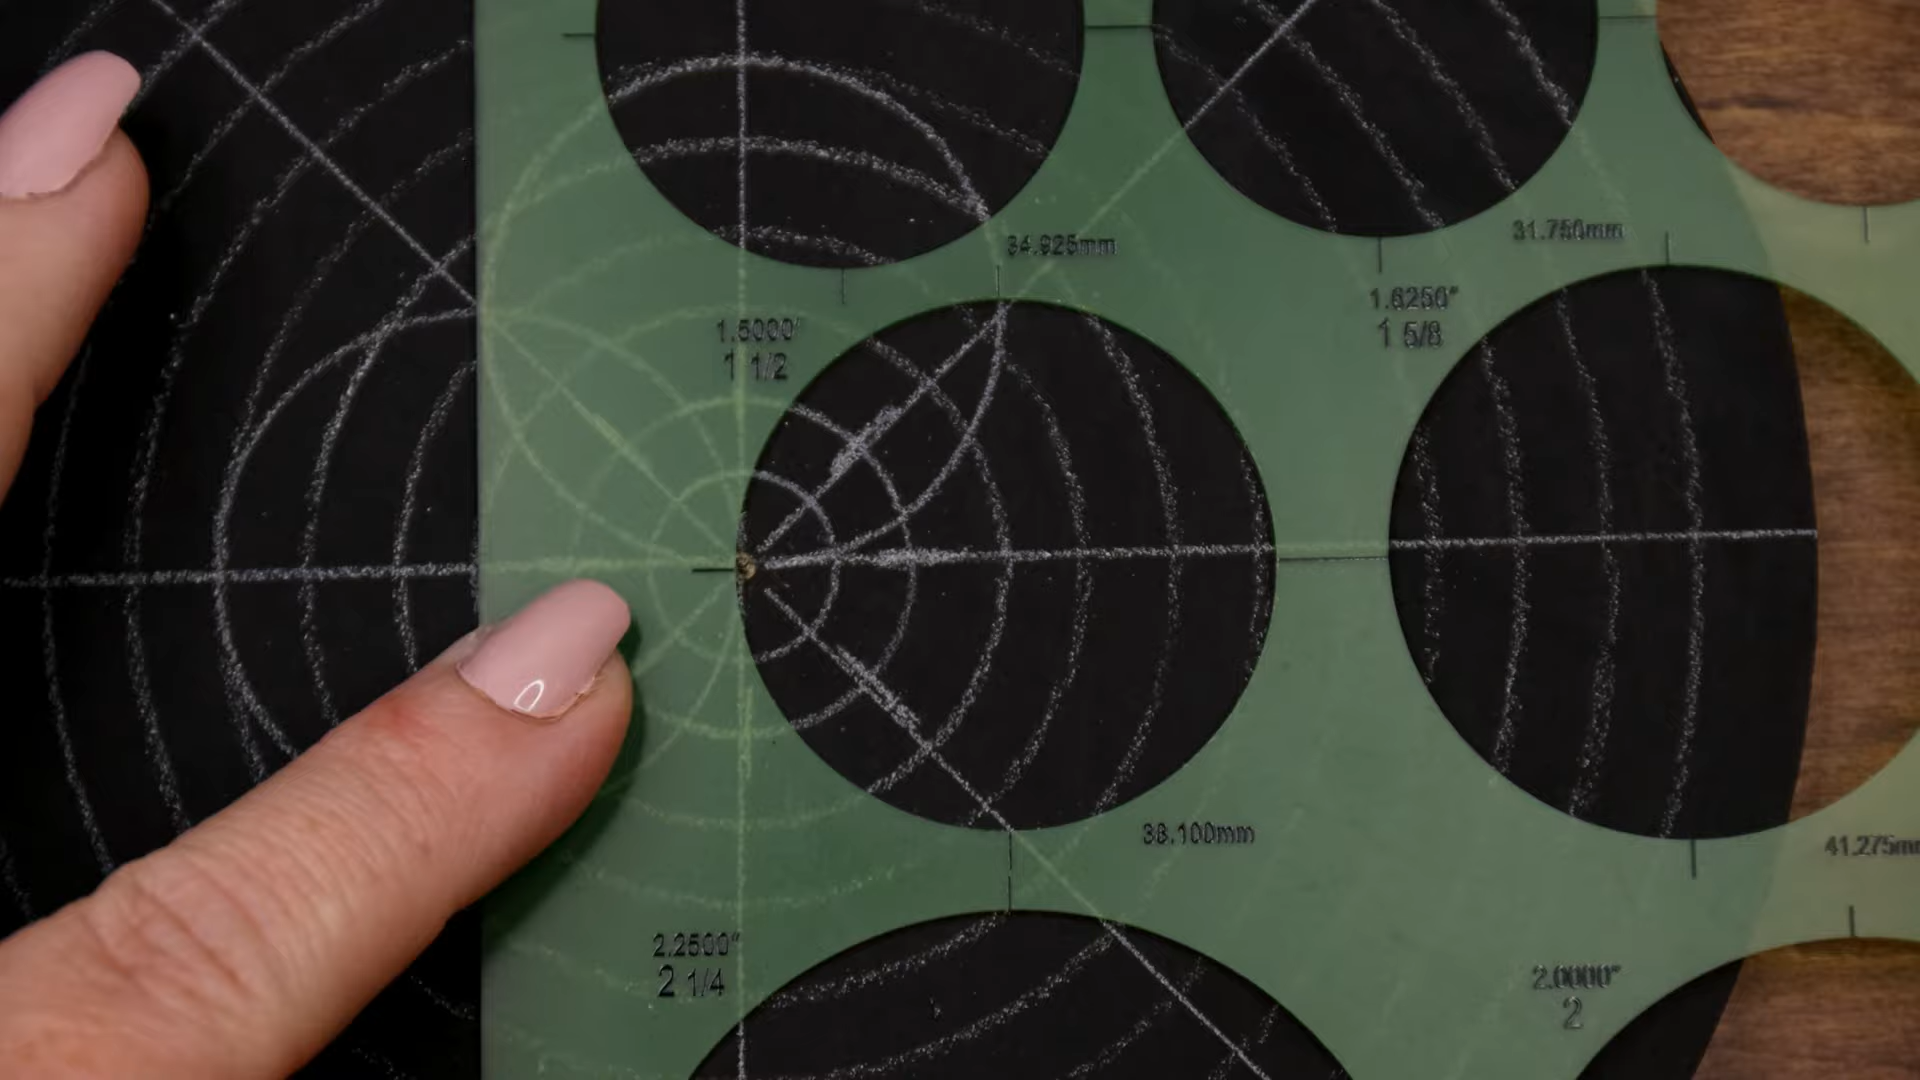 34.925mm
31.750mm
1.5000"
1 1/2
1.6250"
1 5/8
38.100mm
41.275mm
2.2500"
2 1/4
2.0000"
2